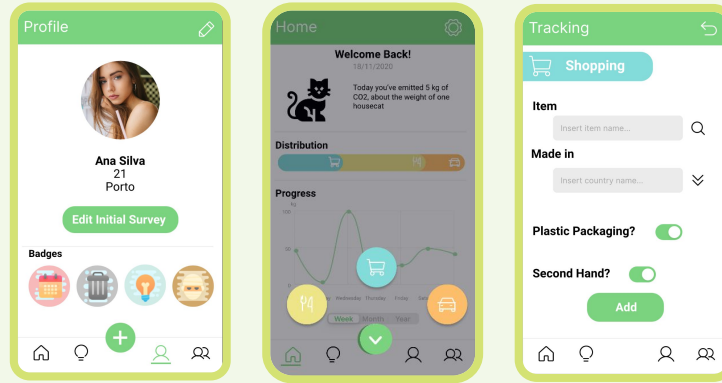 Profile
Ana Silva
21
Porto
Edit Initial Survey
Badges
Home
Welcome Back!
18/11/2020
Today you've emitted 5 kg of
CO2, about the weight of one
housecat
Distribution
Progress
Kg
100
Wednesday Thursday Friday
Week Month Year
Tracking
Shopping
Item
Insert item name...
Made in
Insert country name...
Plastic Packaging?
Second Hand?
Add